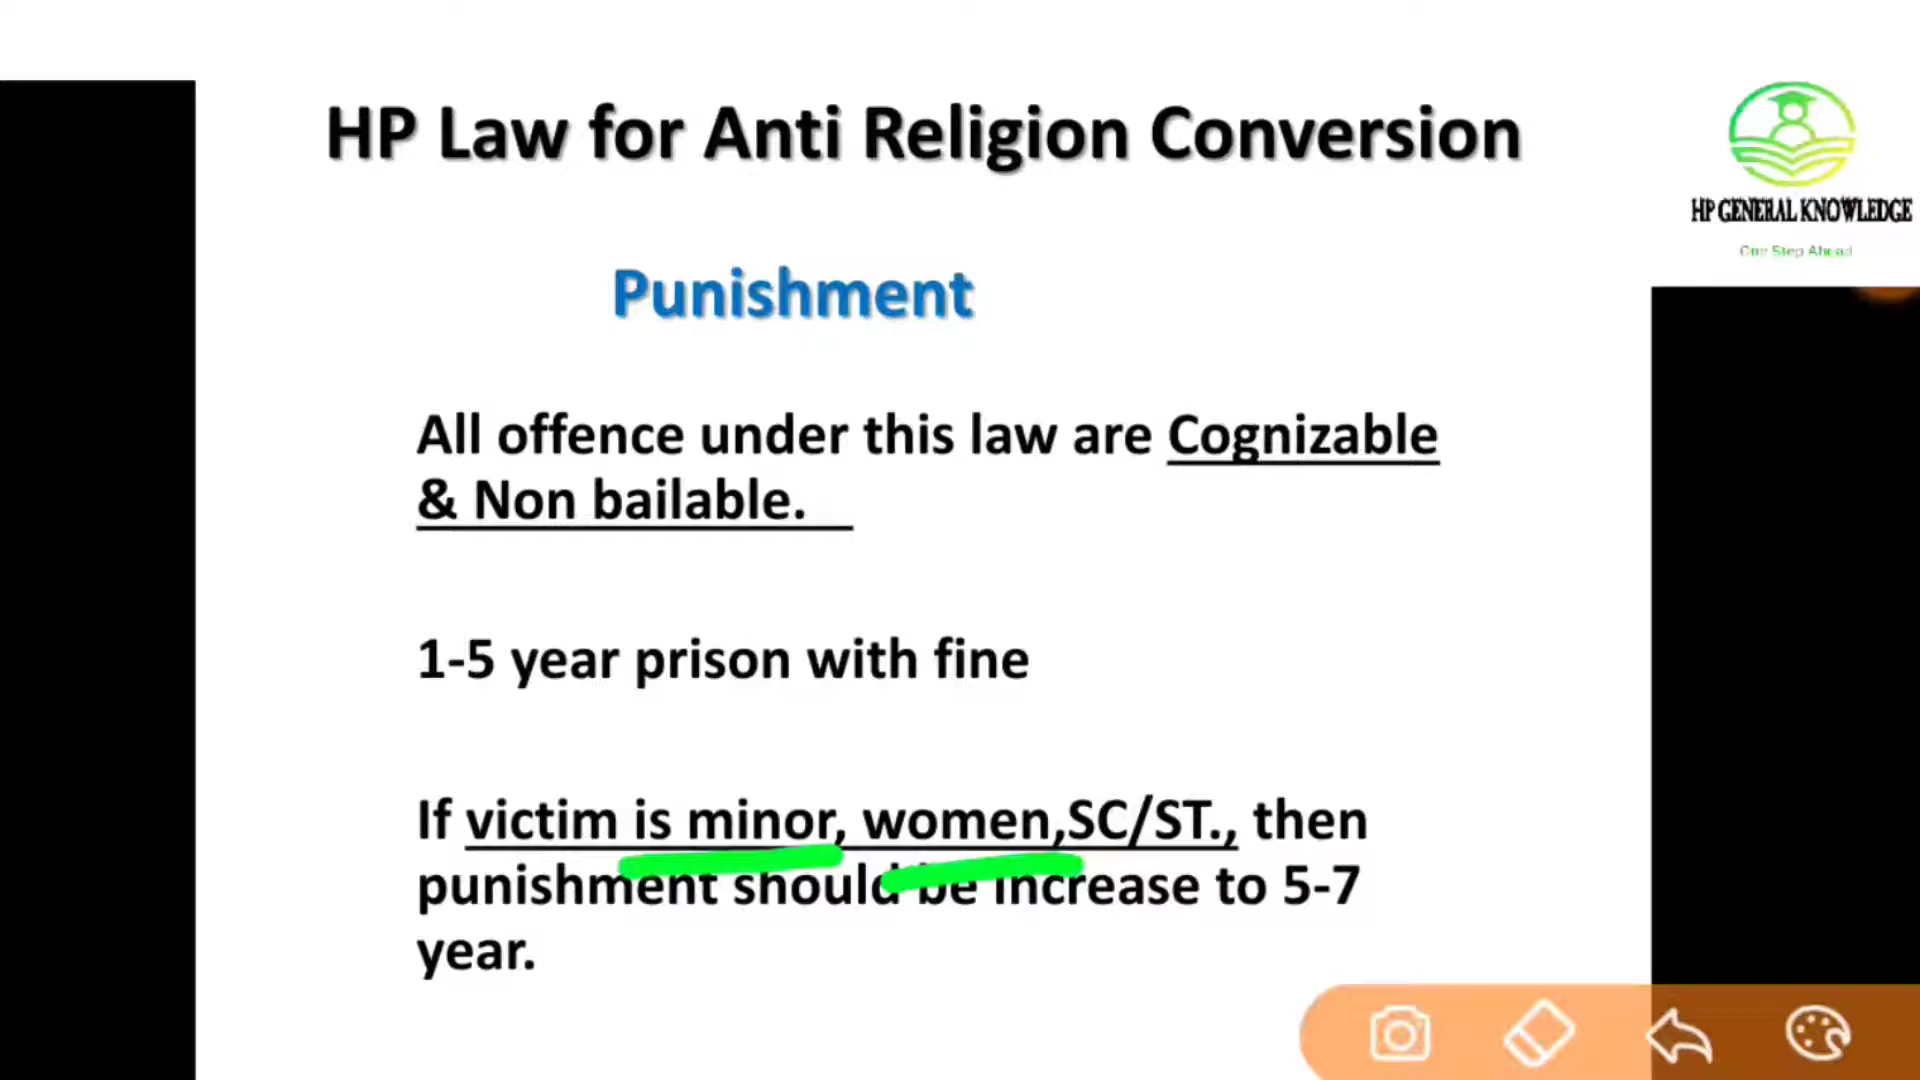 HP Law for Anti Religion Conversion
HP GENERAL KNOWLEDGE
One Step Ahead
Punishment
All offence under this law are Cognizable
& Non bailable.
1-5 year prison with fine
If victim is minor, women,SC/ST., then
punishment should be increase to 5-7
year.